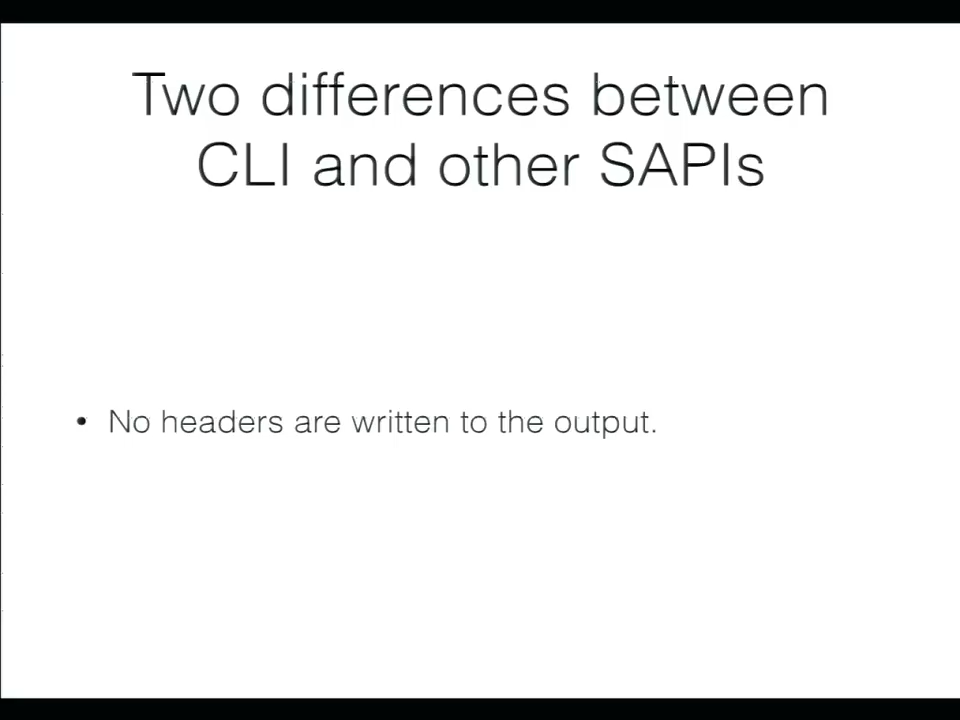 Two differences between
CLI and other SAPIs
• No headers are written to the output.